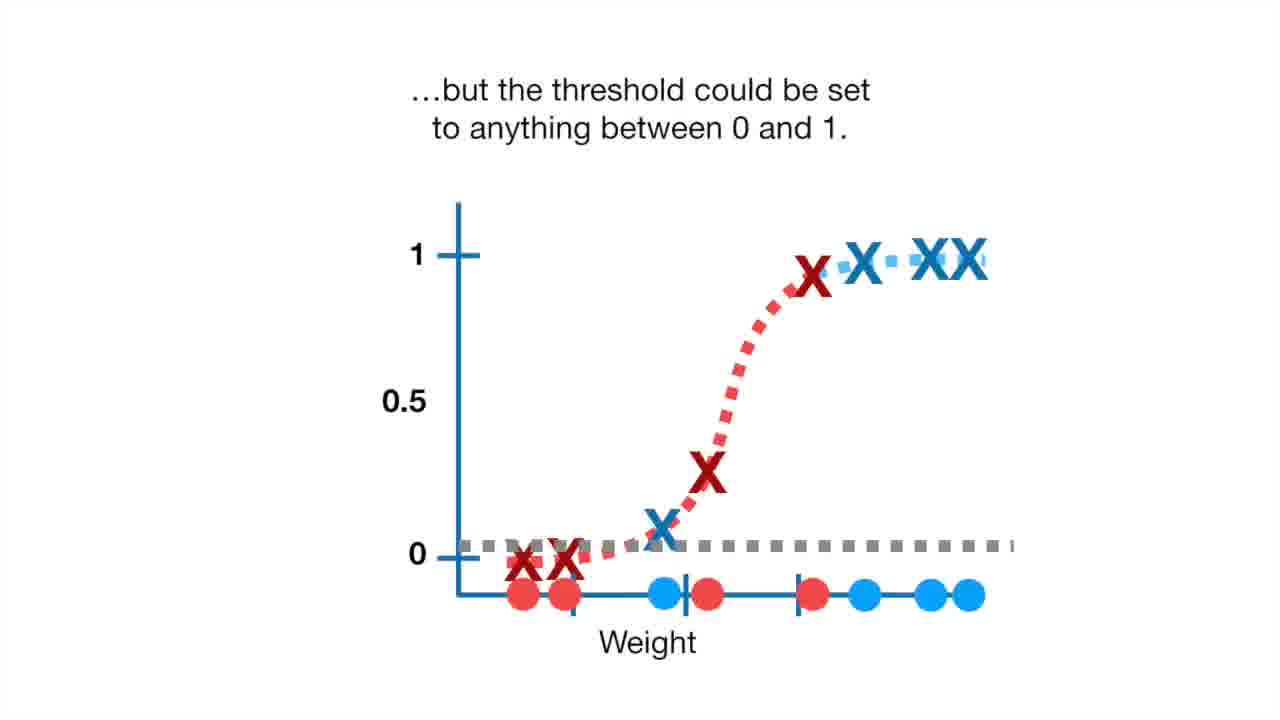 …but the threshold could be set
to anything between 0 and 1.
1
0.5
0
Weight